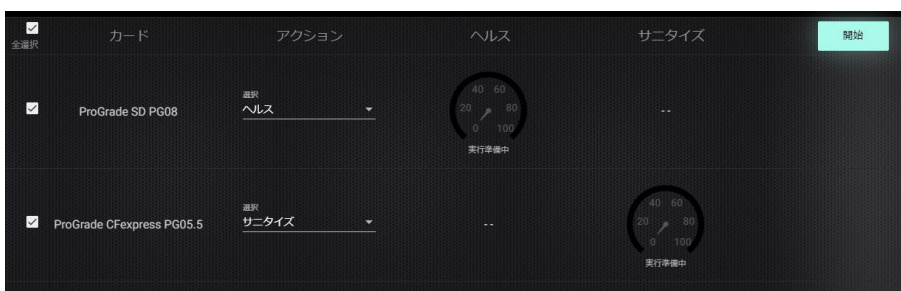 全選択
カード
アクション
ヘルス
サニタイズ
開始
ProGrade SD PG08
選択
ヘルス
40 60
20 80
0 100
実行準備中
--
ProGrade CFexpress PG05.5
選択
サニタイズ
--
40 60
20 80
0 100
実行準備中